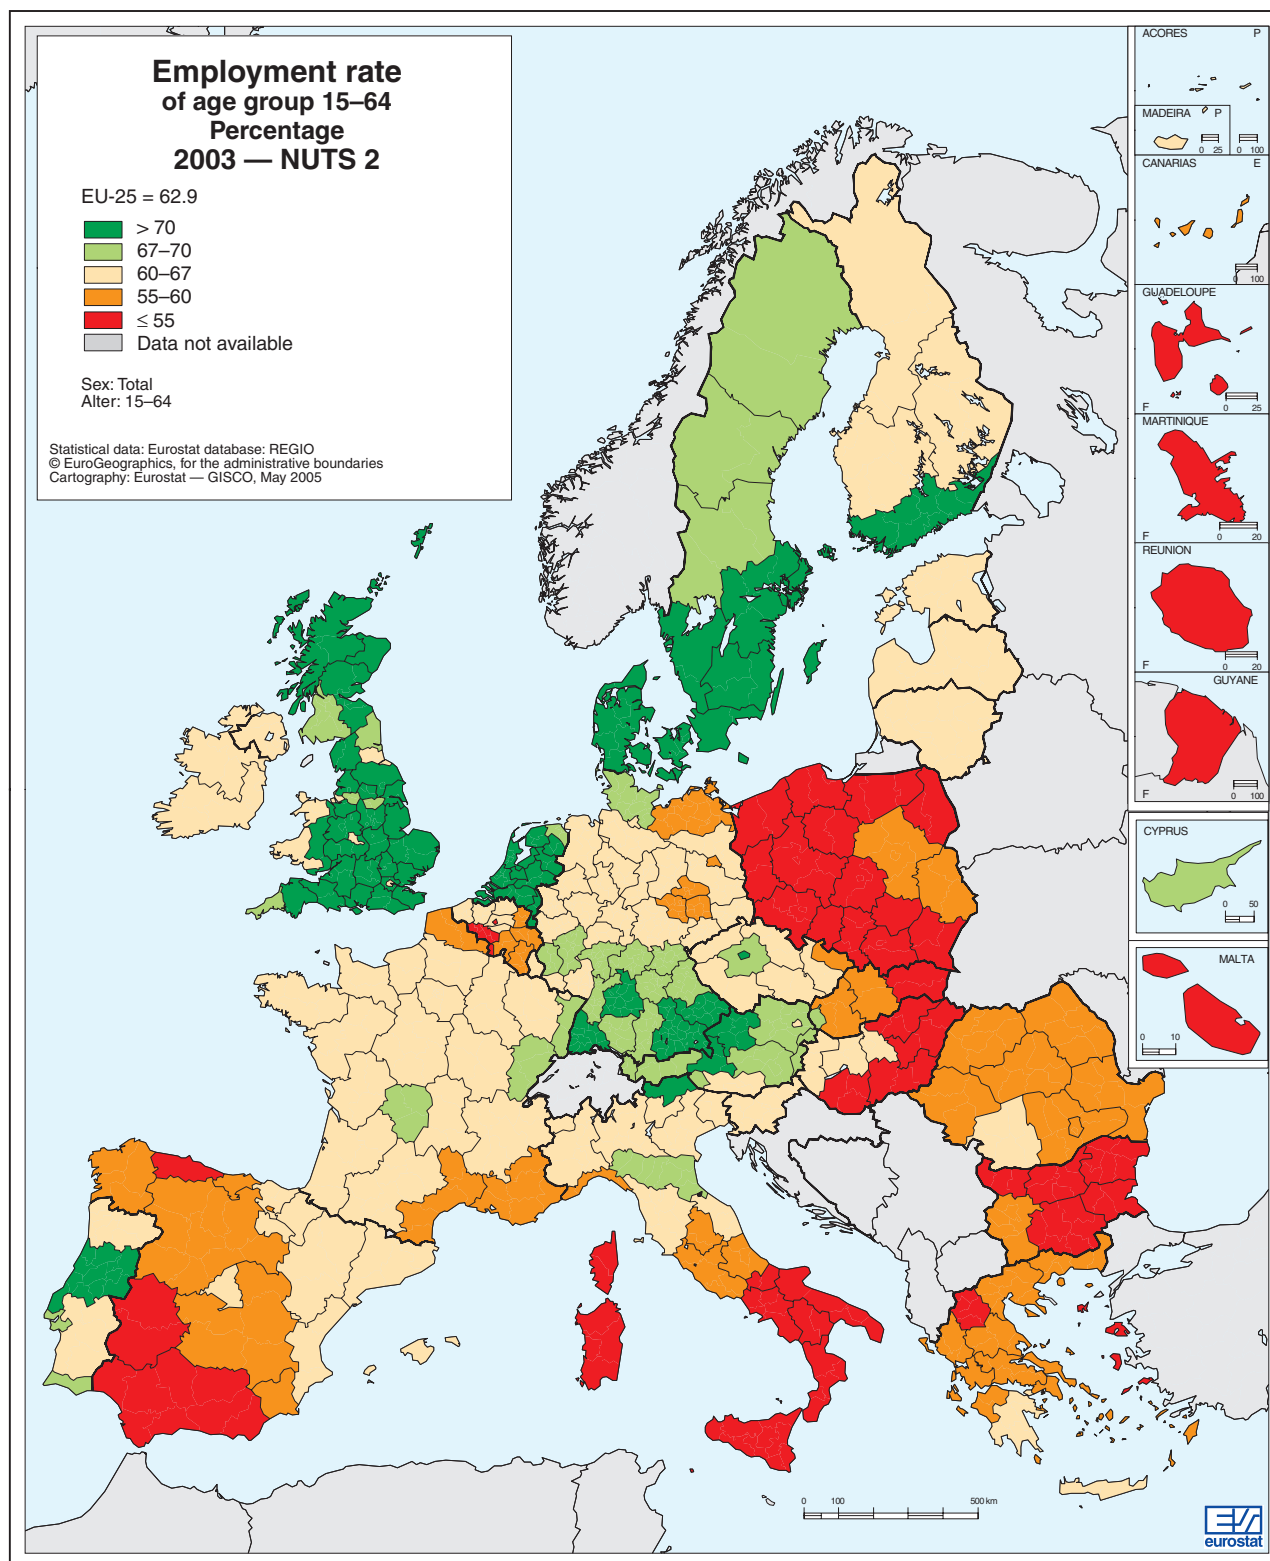 Employment rate
of age group 15–64
Percentage
2003 — NUTS 2
EU-25 = 62.9
> 70
67–70
60–67
55–60
≤ 55
Data not available
Sex: Total
Alter: 15–64
Statistical data: Eurostat database: REGIO
© EuroGeographics, for the administrative boundaries
Cartography: Eurostat — GISCO, May 2005
ACORES P
MADEIRA P
0 25 0 100
CANARIAS E
0 100
GUADELOUPE
F 0 25
MARTINIQUE
F 0 20
REUNION
F 0 20
GUYANE
F 0 100
CYPRUS
0 50
MALTA
0 10
0 100 500 km
eurostat